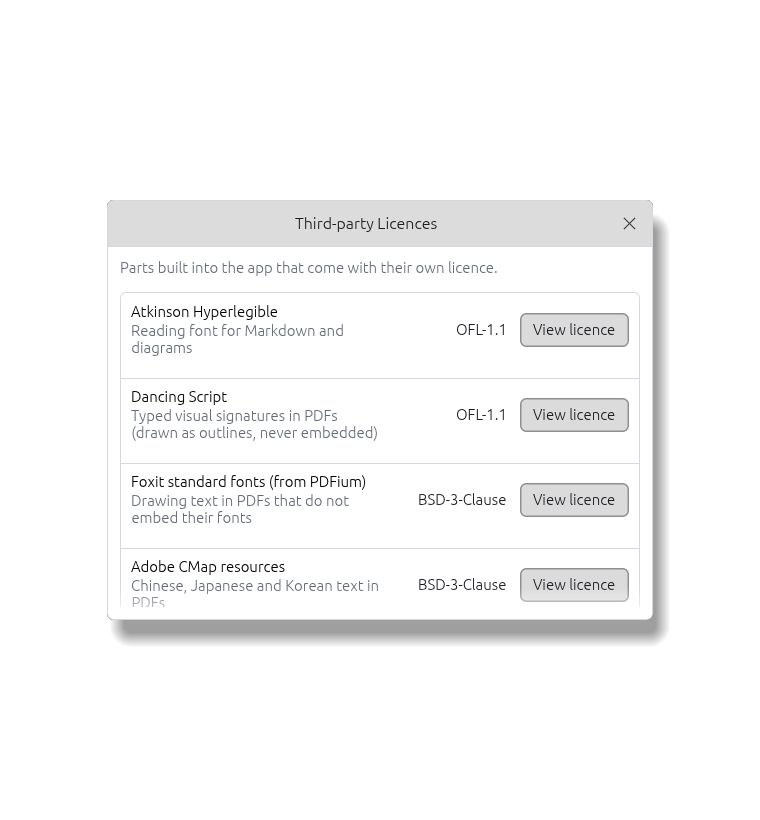 Third-party Licences
Parts built into the app that come with their own licence.
Atkinson Hyperlegible
Reading font for Markdown and
diagrams
OFL-1.1
View licence
Dancing Script
Typed visual signatures in PDFs
(drawn as outlines, never embedded)
OFL-1.1
View licence
Foxit standard fonts (from PDFium)
Drawing text in PDFs that do not
embed their fonts
BSD-3-Clause
View licence
Adobe CMap resources
Chinese, Japanese and Korean text in
PDFs
BSD-3-Clause
View licence